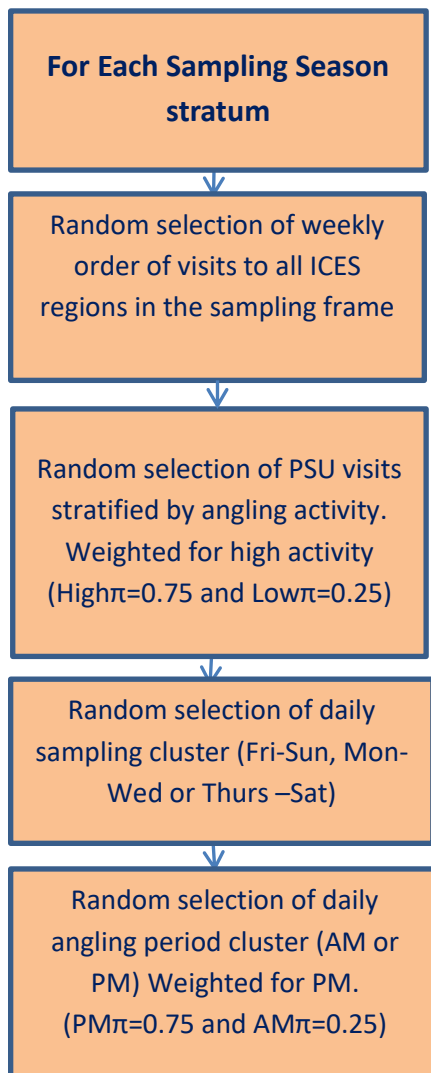 For Each Sampling Season
stratum
Random selection of weekly
order of visits to all ICES
regions in the sampling frame
Random selection of PSU visits
stratified by angling activity.
Weighted for high activity
(Highπ=0.75 and Lowπ=0.25)
Random selection of daily
sampling cluster (Fri-Sun, Mon-
Wed or Thurs –Sat)
Random selection of daily
angling period cluster (AM or
PM) Weighted for PM.
(PMπ=0.75 and AMπ=0.25)